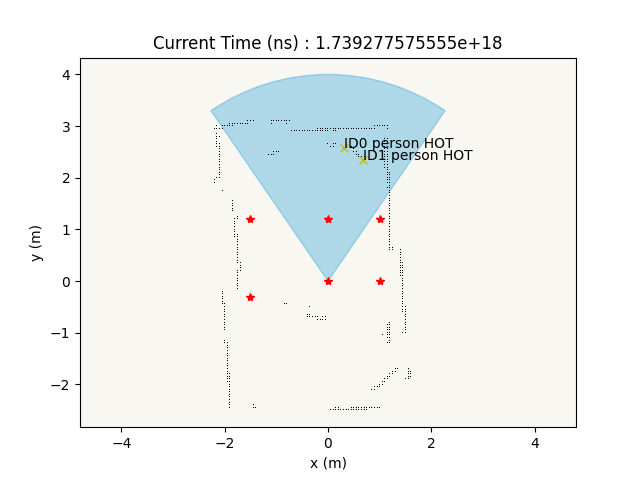 Current Time (ns) : 1.739277575555e+18
4
3
ID0 person HOT
ID1 person HOT
2
1
y (m)
0
−1
−2
−4 −2 0 2 4
x (m)